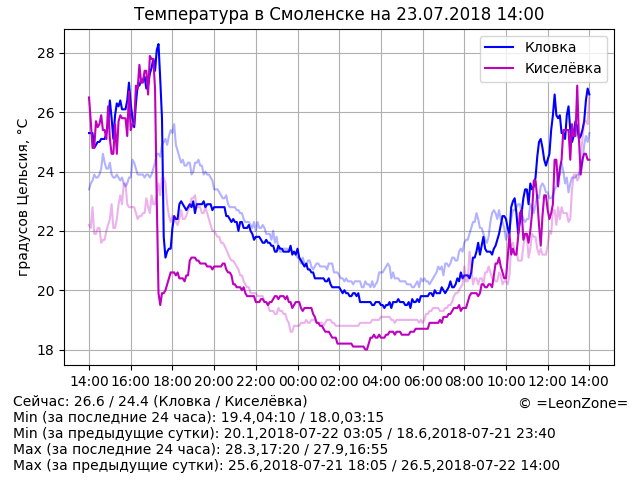 Температура в Смоленске на 23.07.2018 14:00
градусов Цельсия, °C
28
26
24
22
20
18
Кловка
Киселёвка
14:00 16:00 18:00 20:00 22:00 00:00 02:00 04:00 06:00 08:00 10:00 12:00 14:00
Сейчас: 26.6 / 24.4 (Кловка / Киселёвка)
© =LeonZone=
Min (за последние 24 часа): 19.4,04:10 / 18.0,03:15
Min (за предыдущие сутки): 20.1,2018-07-22 03:05 / 18.6,2018-07-21 23:40
Max (за последние 24 часа): 28.3,17:20 / 27.9,16:55
Max (за предыдущие сутки): 25.6,2018-07-21 18:05 / 26.5,2018-07-22 14:00